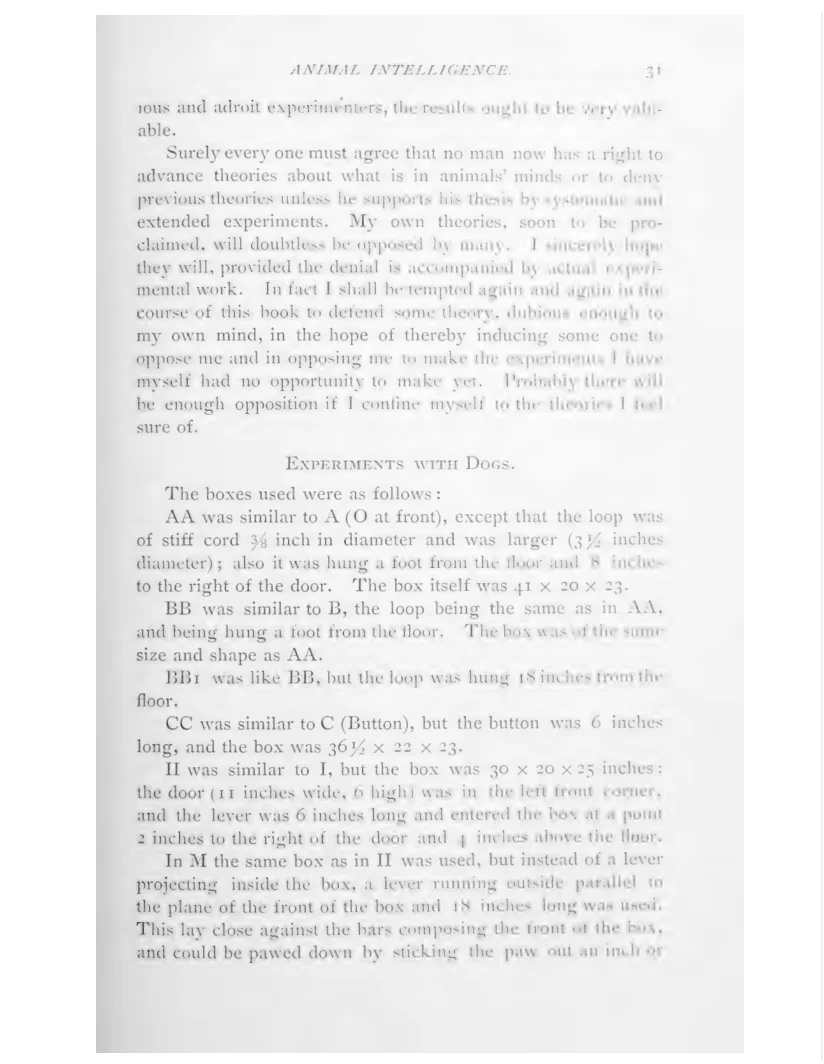 ANIMAL INTELLIGENCE. 31
ious and adroit experimenters, the results ought to be very valu-
able.
Surely every one must agree that no man now has a right to
advance theories about what is in animals' minds or to deny
previous theories unless he supports his thesis by systematic and
extended experiments. My own theories, soon to be pro-
claimed, will doubtless be opposed by many. I sincerely hope
they will, provided the denial is accompanied by actual experi-
mental work. In fact I shall be tempted again and again in the
course of this book to defend some theory, dubious enough to
my own mind, in the hope of thereby inducing some one to
oppose me and in opposing me to make the experiments I have
myself had no opportunity to make yet. Probably there will
be enough opposition if I confine myself to the theories I feel
sure of.
EXPERIMENTS WITH DOGS.
The boxes used were as follows :
AA was similar to A (O at front), except that the loop was
of stiff cord ⅜ inch in diameter and was larger (3½ inches
diameter) ; also it was hung a foot from the floor and 8 inches
to the right of the door. The box itself was 41 x 20 x 23.
BB was similar to B, the loop being the same as in AA,
and being hung a foot from the floor. The box was of the same
size and shape as AA.
BB1 was like BB, but the loop was hung 18 inches from the
floor.
CC was similar to C (Button), but the button was 6 inches
long, and the box was 36½ x 22 x 23.
II was similar to I, but the box was 30 x 20 x 25 inches :
the door (11 inches wide, 6 high) was in the left front corner,
and the lever was 6 inches long and entered the box at a point
2 inches to the right of the door and 4 inches above the floor.
In M the same box as in II was used, but instead of a lever
projecting inside the box, a lever running outside parallel to
the plane of the front of the box and 18 inches long was used.
This lay close against the bars composing the front of the box,
and could be pawed down by sticking the paw out an inch or